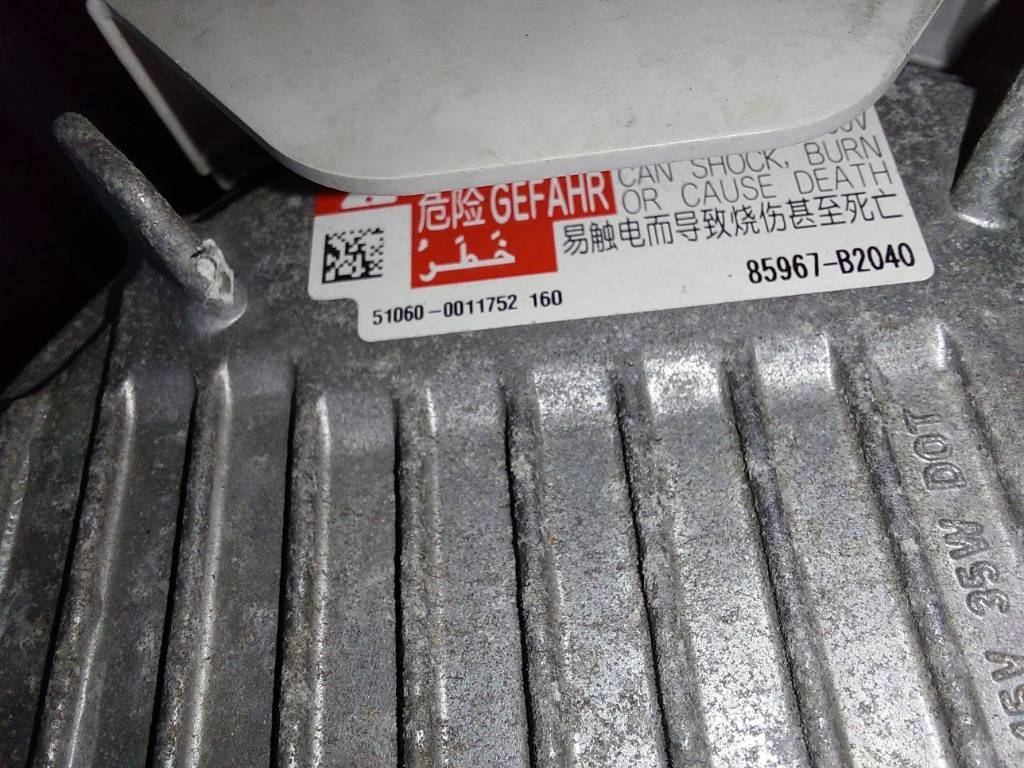 CAN SHOCK, BURN
OR CAUSE DEATH
危险 GEFAHR
خَطَرُ
易触电而导致烧伤甚至死亡
85967-B2040
51060-0011752 160
35W DOT